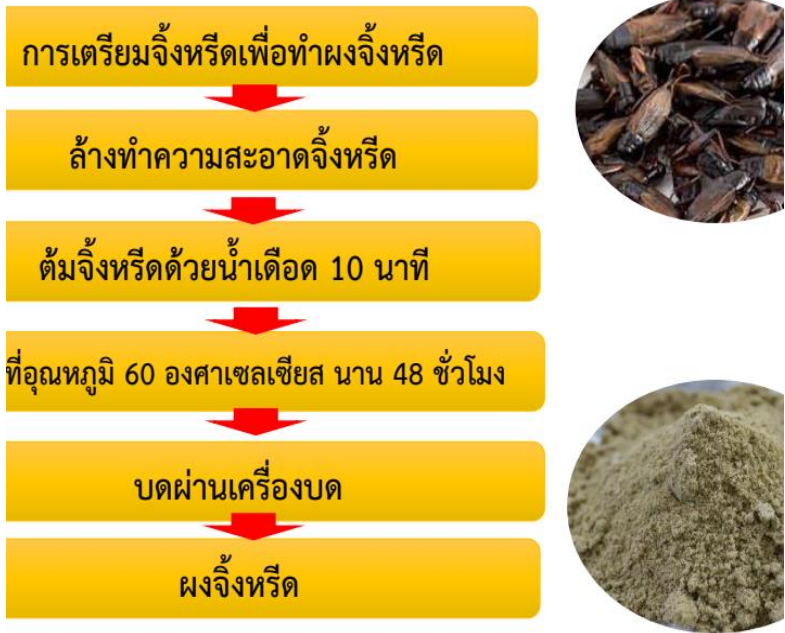 การเตรียมจิ้งหรีดเพื่อทำผงจิ้งหรีด
ล้างทำความสะอาดจิ้งหรีด
ต้มจิ้งหรีดด้วยน้ำเดือด 10 นาที
ที่อุณหภูมิ 60 องศาเซลเซียส นาน 48 ชั่วโมง
บดผ่านเครื่องบด
ผงจิ้งหรีด